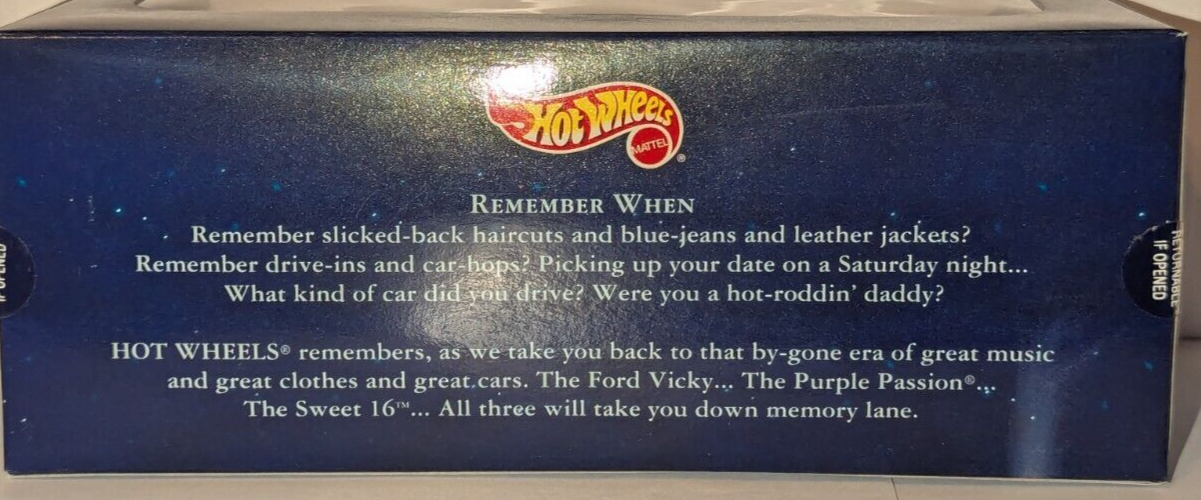 HOT WHEELS
MATTEL
®
REMEMBER WHEN
Remember slicked-back haircuts and blue-jeans and leather jackets?
Remember drive-ins and car-hops? Picking up your date on a Saturday night...
What kind of car did you drive? Were you a hot-roddin' daddy?
HOT WHEELS® remembers, as we take you back to that by-gone era of great music
and great clothes and great cars. The Ford Vicky... The Purple Passion®...
The Sweet 16™... All three will take you down memory lane.
IF OPENED
RETURNABLE
IF OPENED